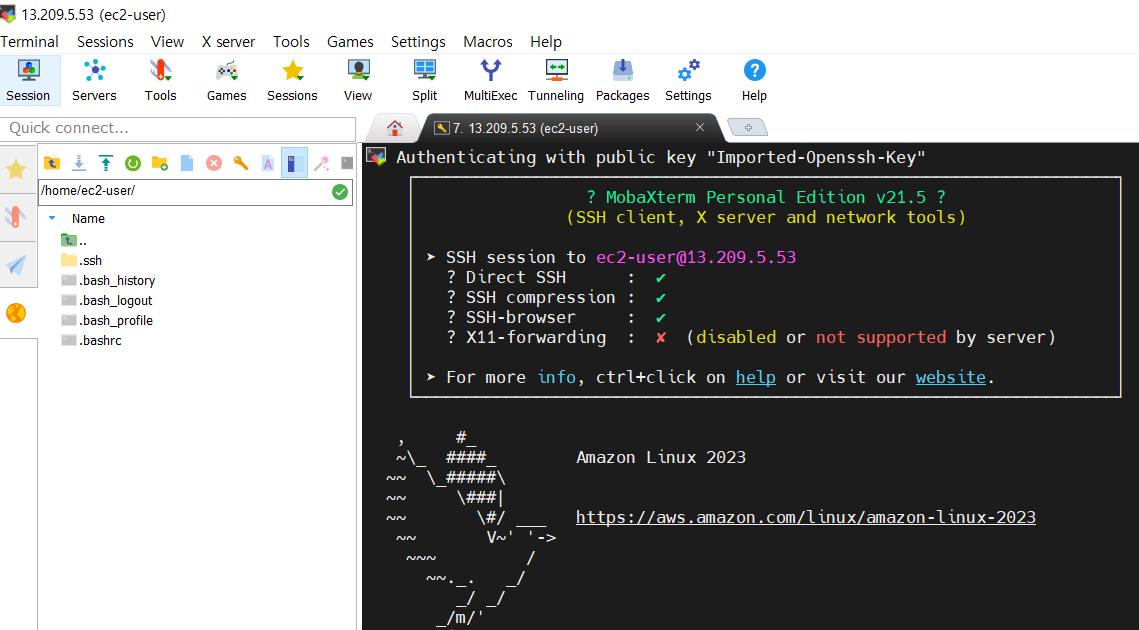 13.209.5.53 (ec2-user)
Terminal Sessions View X server Tools Games Settings Macros Help
Session Servers Tools Games Sessions View Split MultiExec Tunneling Packages Settings Help
Quick connect...
7. 13.209.5.53 (ec2-user)
/home/ec2-user/
Name
..
.ssh
.bash_history
.bash_logout
.bash_profile
.bashrc
Authenticating with public key "Imported-Openssh-Key"
? MobaXterm Personal Edition v21.5 ?
(SSH client, X server and network tools)
➤ SSH session to ec2-user@13.209.5.53
? Direct SSH : ✔
? SSH compression : ✔
? SSH-browser : ✔
? X11-forwarding : ✘ (disabled or not supported by server)
➤ For more info, ctrl+click on help or visit our website.
,     #_
~\_  ####_        Amazon Linux 2023
~~  \_#####\
~~     \###|
~~       \#/ ___   https://aws.amazon.com/linux/amazon-linux-2023
~~       V~' '->
~~~         /
~~._.   _/
_/ _/
_/m/'